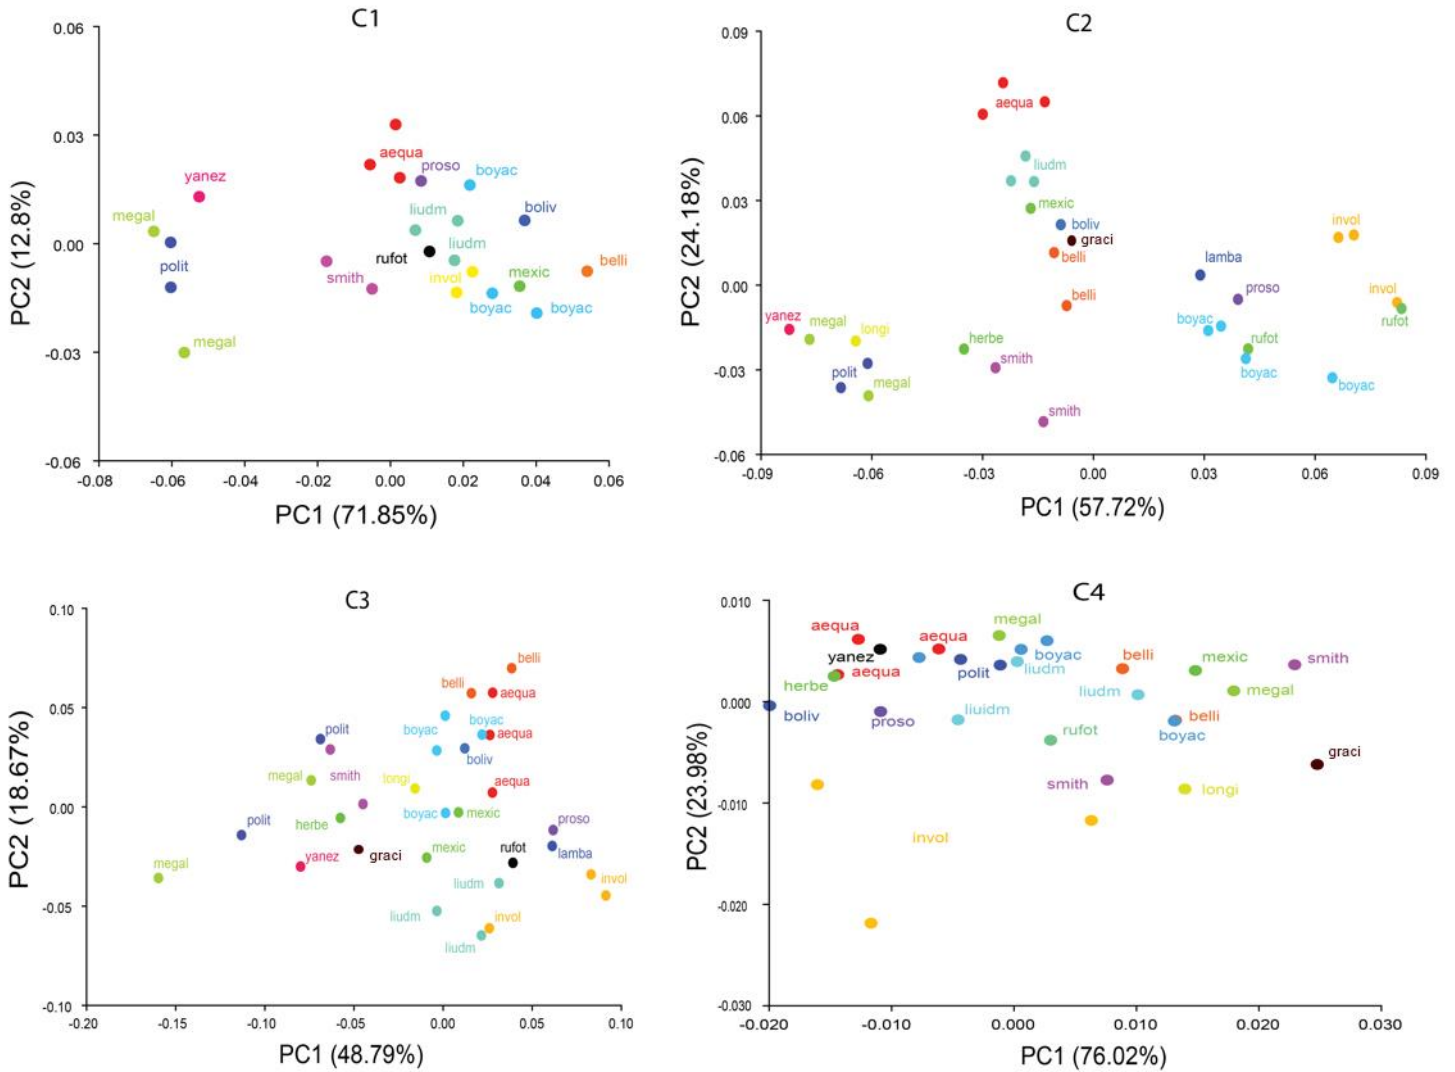 C1
0.06
0.03
0.00
-0.03
-0.06
PC2 (12.8%)
aequa
proso
boyac
yanez
megal
liudm
boliv
liudm
rufot
polit
belli
smith
invol
mexic
boyac
boyac
megal
-0.08
-0.06
-0.04
-0.02
0.00
0.02
0.04
0.06
PC1 (71.85%)
C2
0.09
0.06
0.03
0.00
-0.03
-0.06
PC2 (24.18%)
aequa
liudm
mexic
boliv
invol
graci
belli
lamba
belli
proso
invol
yanez
megal
longi
boyac
rufot
herbe
rufot
smith
polit
megal
boyac
boyac
smith
-0.09
-0.06
-0.03
0.00
0.03
0.06
0.09
PC1 (57.72%)
C3
0.10
0.05
0.00
-0.05
-0.10
PC2 (18.67%)
belli
belli
aequa
boyac
polit
boyac
aequa
boliv
megal
smith
longi
aequa
boyac
mexic
polit
herbe
proso
mexic
rufot
lamba
yanez
graci
megal
liudm
invol
liudm
invol
liudm
-0.20
-0.15
-0.10
-0.05
0.00
0.05
0.10
PC1 (48.79%)
C4
0.010
0.000
-0.010
-0.020
-0.030
PC2 (23.98%)
megal
aequa
aequa
yanez
boyac
belli
mexic
smith
aequa
polit
liudm
herbe
liudm
megal
boliv
proso
liuidm
belli
rufot
boyac
graci
smith
longi
invol
-0.020
-0.010
0.000
0.010
0.020
0.030
PC1 (76.02%)